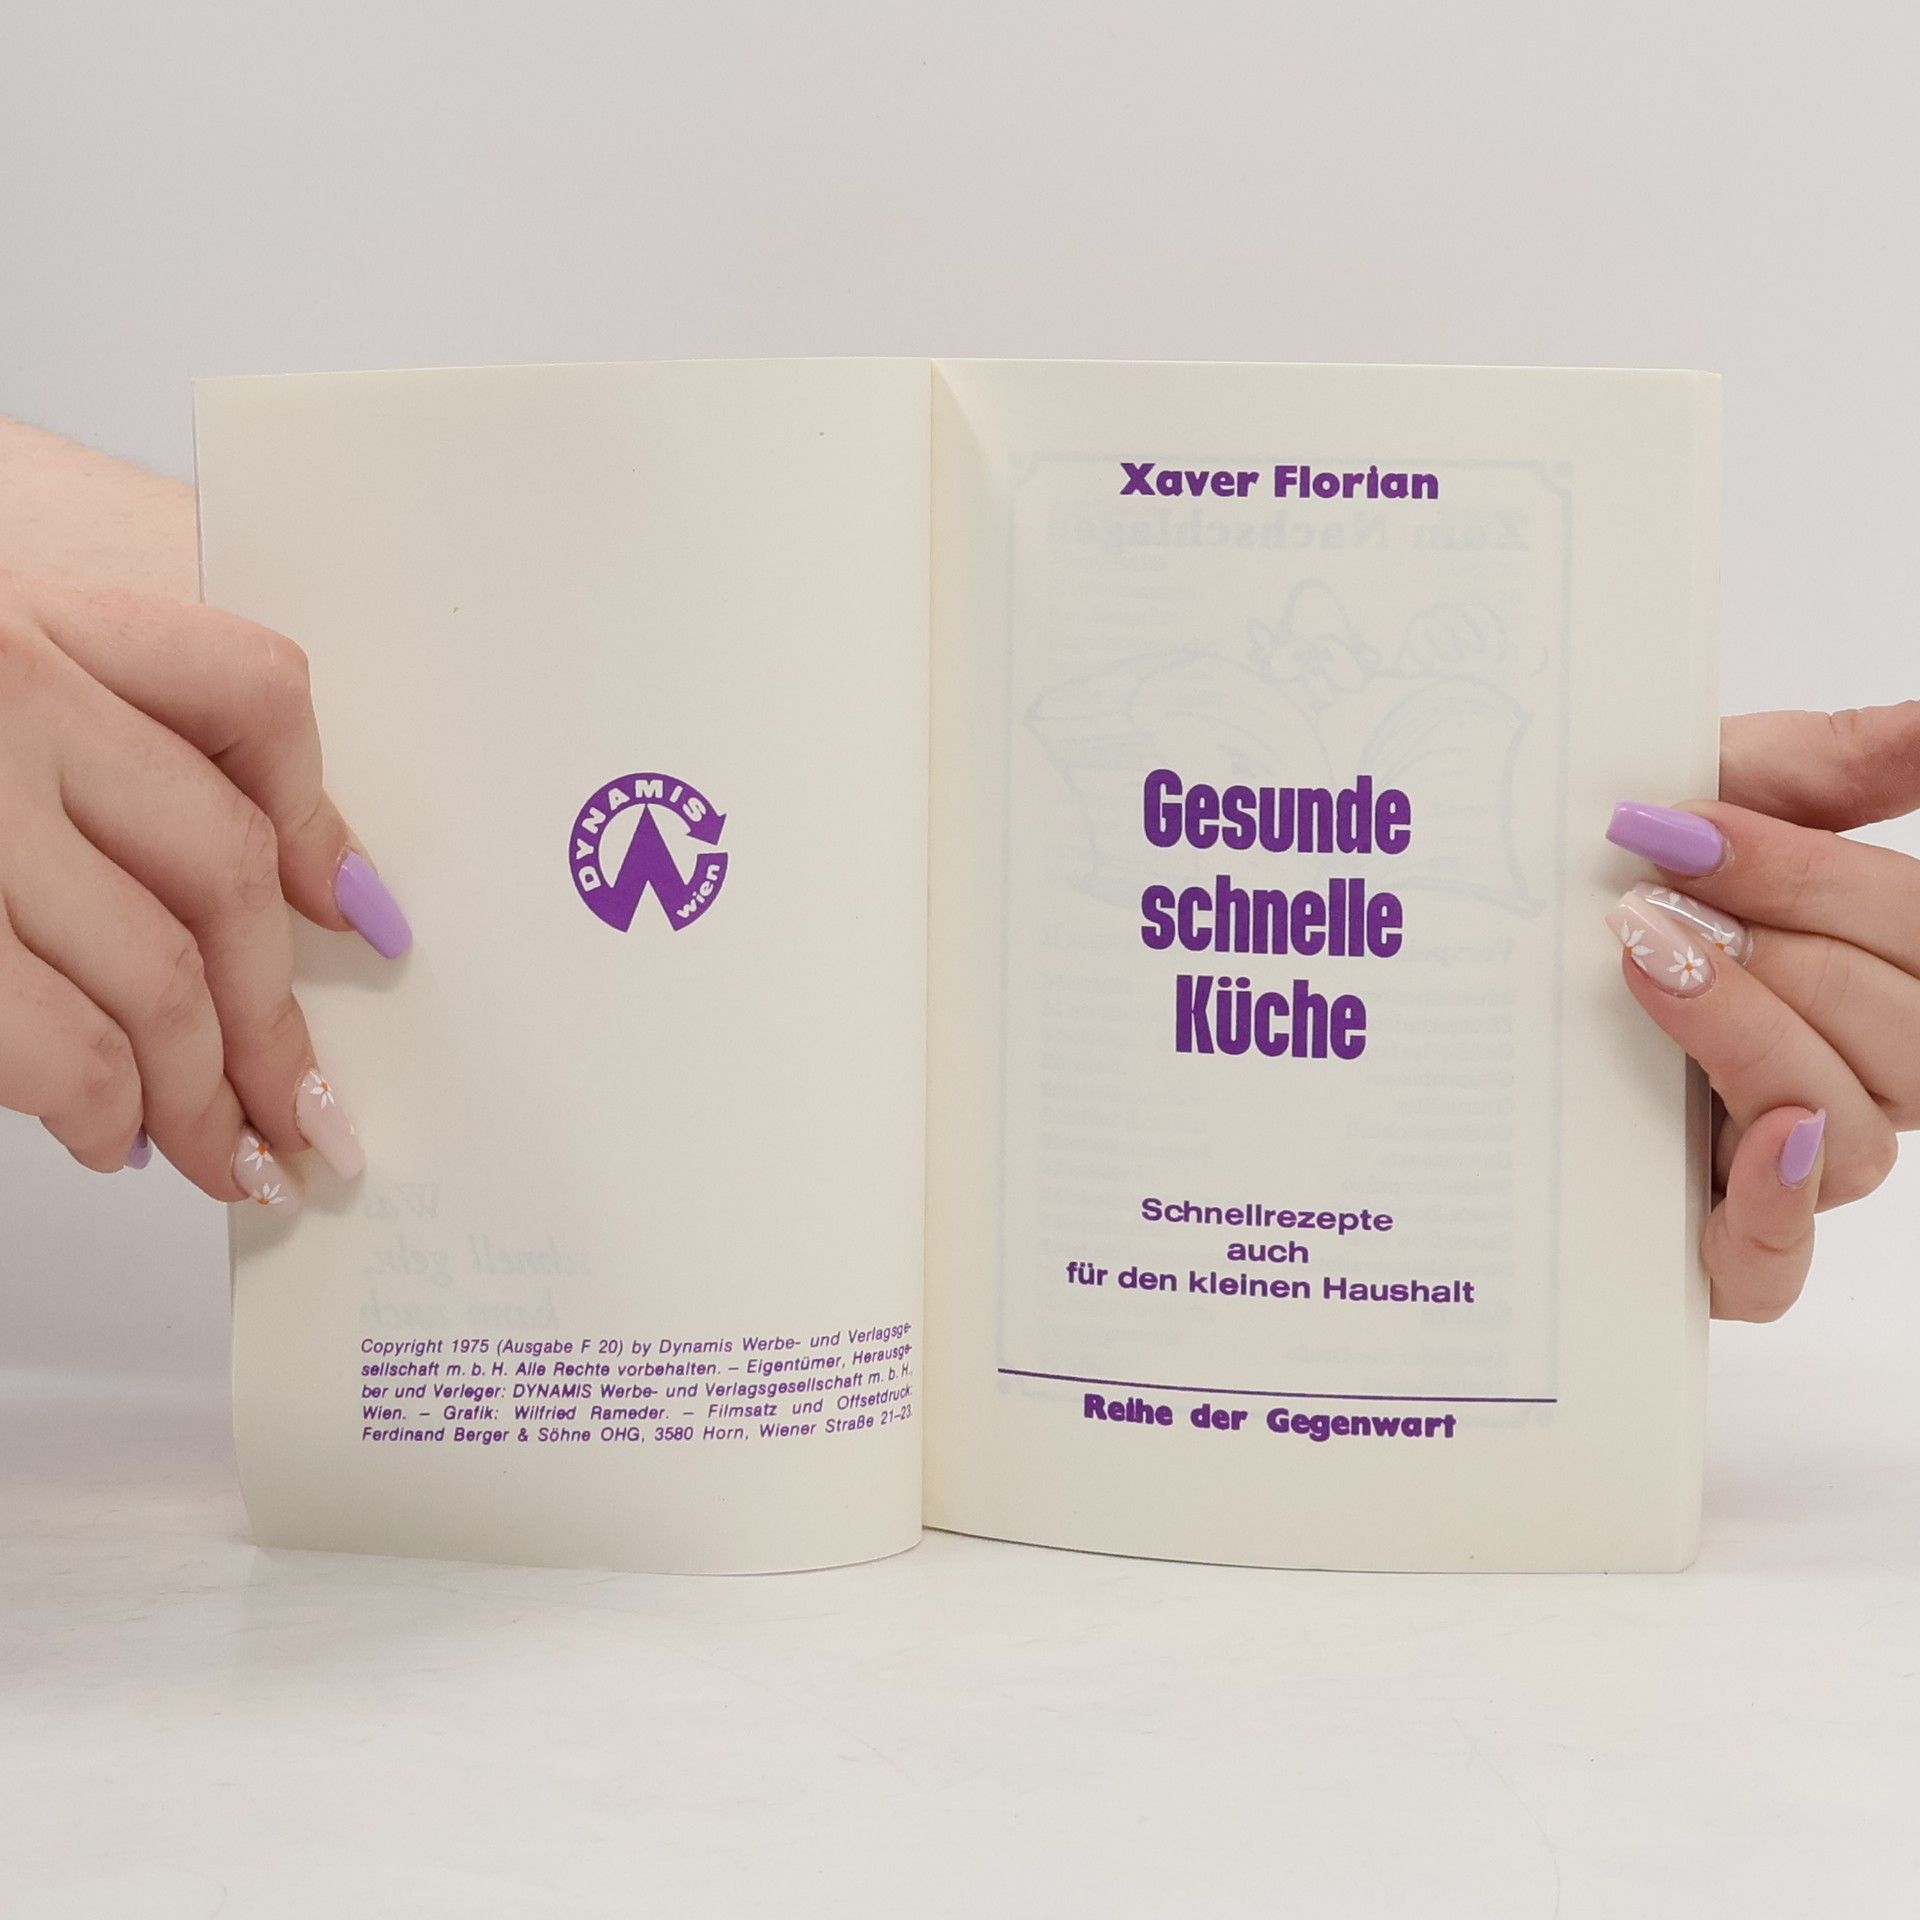 DYNAMIS
wien
Copyright 1975 (Ausgabe F 20) by Dynamis Werbe- und Verlagsge-
sellschaft m. b. H. Alle Rechte vorbehalten. – Eigentümer, Herausge-
ber und Verleger: DYNAMIS Werbe- und Verlagsgesellschaft m. b. H.,
Wien. – Grafik: Wilfried Rameder. – Filmsatz und Offsetdruck:
Ferdinand Berger & Söhne OHG, 3580 Horn, Wiener Straße 21–23.
Xaver Florian
Zum Nachschlagen
Gesunde
schnelle
Küche
Schnellrezepte
auch
für den kleinen Haushalt
Reihe der Gegenwart